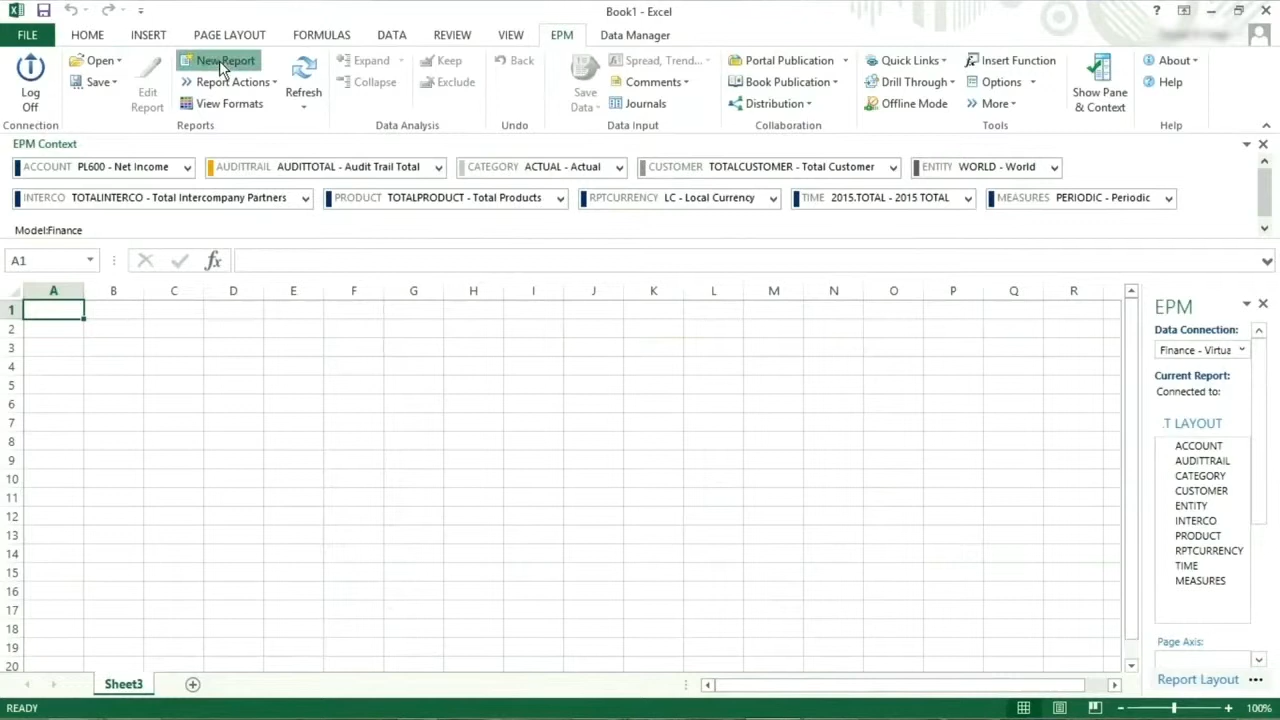 Book1 - Excel
FILE HOME INSERT PAGE LAYOUT FORMULAS DATA REVIEW VIEW EPM Data Manager
Open New Report Expand Keep Back Spread, Trend... Portal Publication Quick Links Insert Function About
Save Report Actions Collapse Exclude Comments Book Publication Drill Through Options Help
View Formats Journals Distribution Offline Mode More
Log Off
Edit Report
Refresh
Save Data
Show Pane & Context
Connection Reports Data Analysis Undo Data Input Collaboration Tools Help
EPM Context
ACCOUNT PL600 - Net Income AUDITTRAIL AUDITTOTAL - Audit Trail Total CATEGORY ACTUAL - Actual CUSTOMER TOTALCUSTOMER - Total Customer ENTITY WORLD - World
INTERCO TOTALINTERCO - Total Intercompany Partners PRODUCT TOTALPRODUCT - Total Products RPTCURRENCY LC - Local Currency TIME 2015.TOTAL - 2015 TOTAL MEASURES PERIODIC - Periodic
Model:Finance
A1 fx
A B C D E F G H I J K L M N O P Q R
1
2
3
4
5
6
7
8
9
10
11
12
13
14
15
16
17
18
19
20
EPM
Data Connection:
Finance - Virtua
Current Report:
Connected to:
.T LAYOUT
ACCOUNT
AUDITTRAIL
CATEGORY
CUSTOMER
ENTITY
INTERCO
PRODUCT
RPTCURRENCY
TIME
MEASURES
Page Axis:
Report Layout
Sheet3
READY
100%